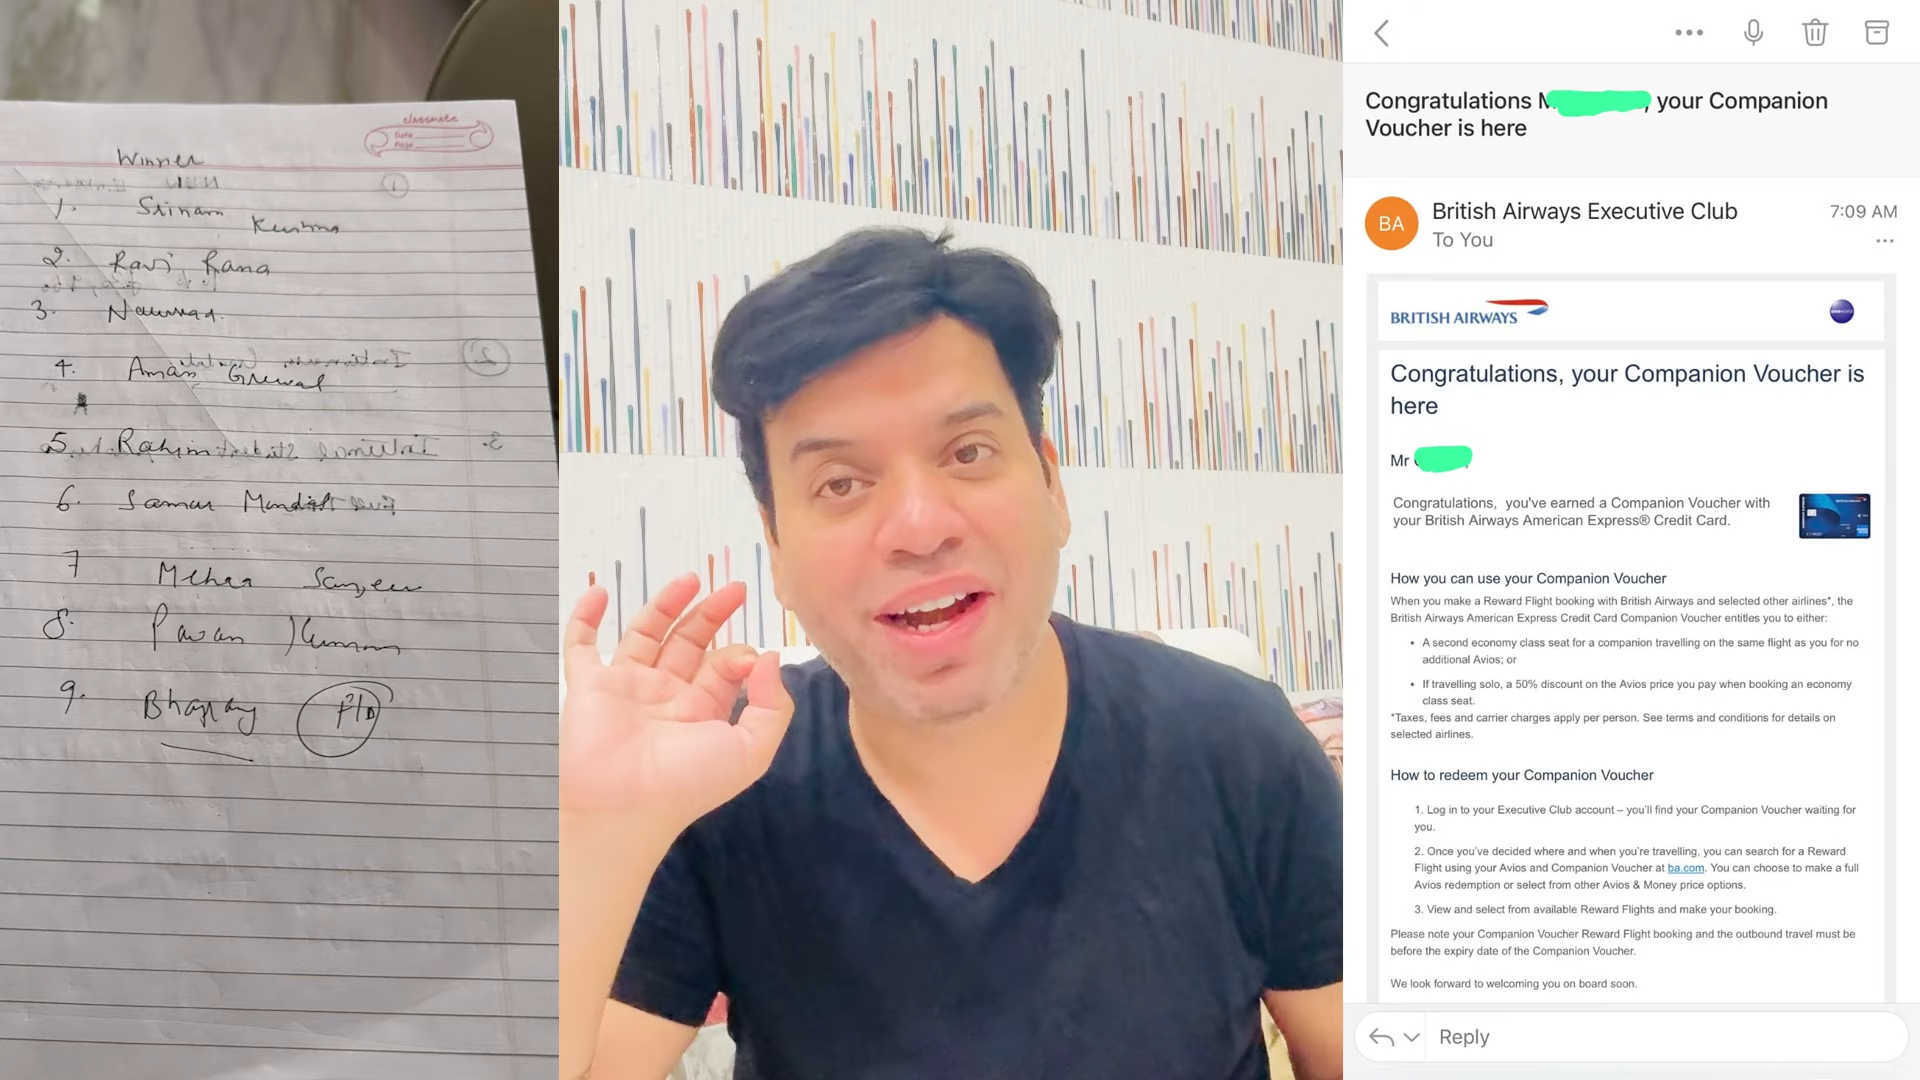 classmate
Date
Page
Winner
1
1. Sriram
Krishna
2. Ravi Rana
3.
2
4. Aman Grewal
5. Rahim
3.
6. Samar
7 Mehra Sanjeev
8. Pavan Kumar
9.
Congratulations M your Companion
Voucher is here
BA
British Airways Executive Club
7:09 AM
To You
BRITISH AIRWAYS
Congratulations, your Companion Voucher is
here
Mr
Congratulations, you've earned a Companion Voucher with
your British Airways American Express® Credit Card.
How you can use your Companion Voucher
When you make a Reward Flight booking with British Airways and selected other airlines*, the
British Airways American Express Credit Card Companion Voucher entitles you to either:
• A second economy class seat for a companion travelling on the same flight as you for no
additional Avios; or
• If travelling solo, a 50% discount on the Avios price you pay when booking an economy
class seat.
*Taxes, fees and carrier charges apply per person. See terms and conditions for details on
selected airlines.
How to redeem your Companion Voucher
1. Log in to your Executive Club account – you'll find your Companion Voucher waiting for
you.
2. Once you've decided where and when you're travelling, you can search for a Reward
Flight using your Avios and Companion Voucher at ba.com. You can choose to make a full
Avios redemption or select from other Avios & Money price options.
3. View and select from available Reward Flights and make your booking.
Please note your Companion Voucher Reward Flight booking and the outbound travel must be
before the expiry date of the Companion Voucher.
We look forward to welcoming you on board soon.
Reply